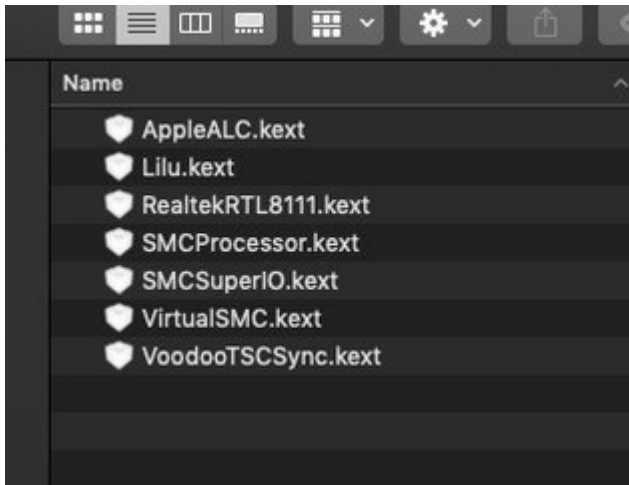 Name
AppleALC.kext
Lilu.kext
RealtekRTL8111.kext
SMCProcessor.kext
SMCSuperIO.kext
VirtualSMC.kext
VoodooTSCSync.kext